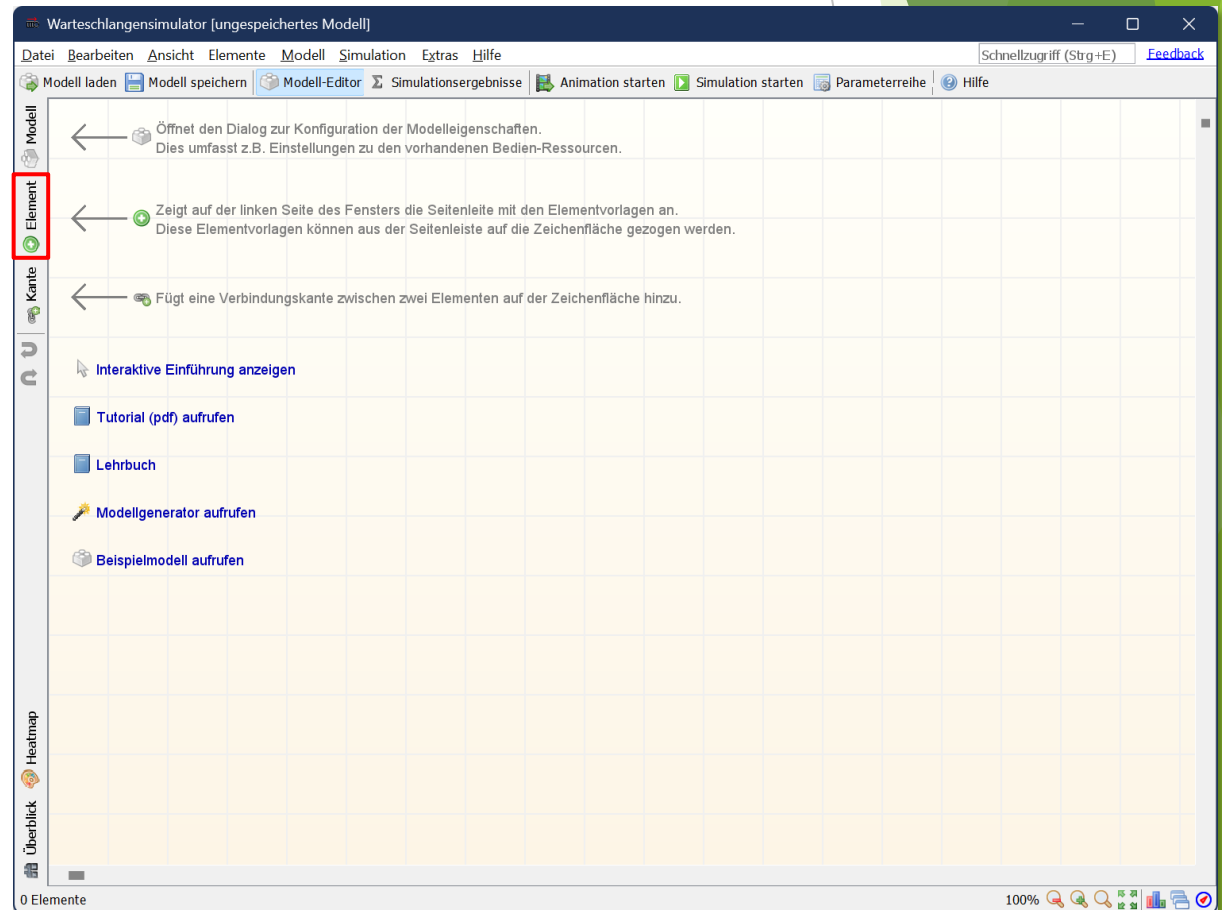 Warteschlangensimulator [ungespeichertes Modell]
Datei Bearbeiten Ansicht Elemente Modell Simulation Extras Hilfe
Schnellzugriff (Strg+E) Feedback
Modell laden Modell speichern Modell-Editor Σ Simulationsergebnisse Animation starten Simulation starten Parameterreihe Hilfe
Modell
Element
Kante
Öffnet den Dialog zur Konfiguration der Modelleigenschaften.
Dies umfasst z.B. Einstellungen zu den vorhandenen Bedien-Ressourcen.
Zeigt auf der linken Seite des Fensters die Seitenleite mit den Elementvorlagen an.
Diese Elementvorlagen können aus der Seitenleiste auf die Zeichenfläche gezogen werden.
Fügt eine Verbindungskante zwischen zwei Elementen auf der Zeichenfläche hinzu.
Interaktive Einführung anzeigen
Tutorial (pdf) aufrufen
Lehrbuch
Modellgenerator aufrufen
Beispielmodell aufrufen
Heatmap
Überblick
0 Elemente
100%